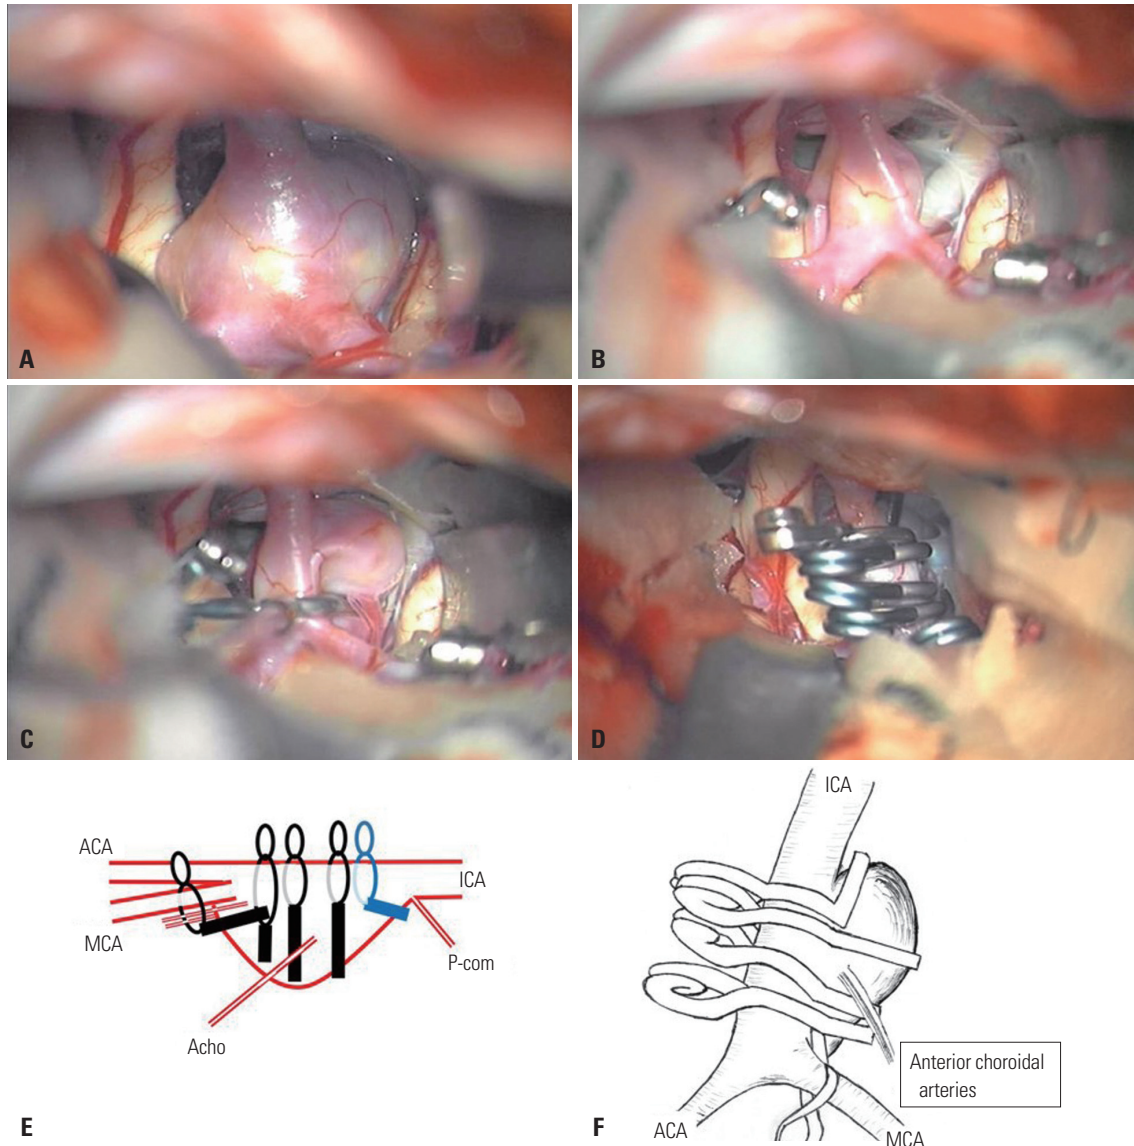 A
B
C
D
ACA
ICA
MCA
P-com
Acho
E
ICA
Anterior choroidal
arteries
ACA
MCA
F